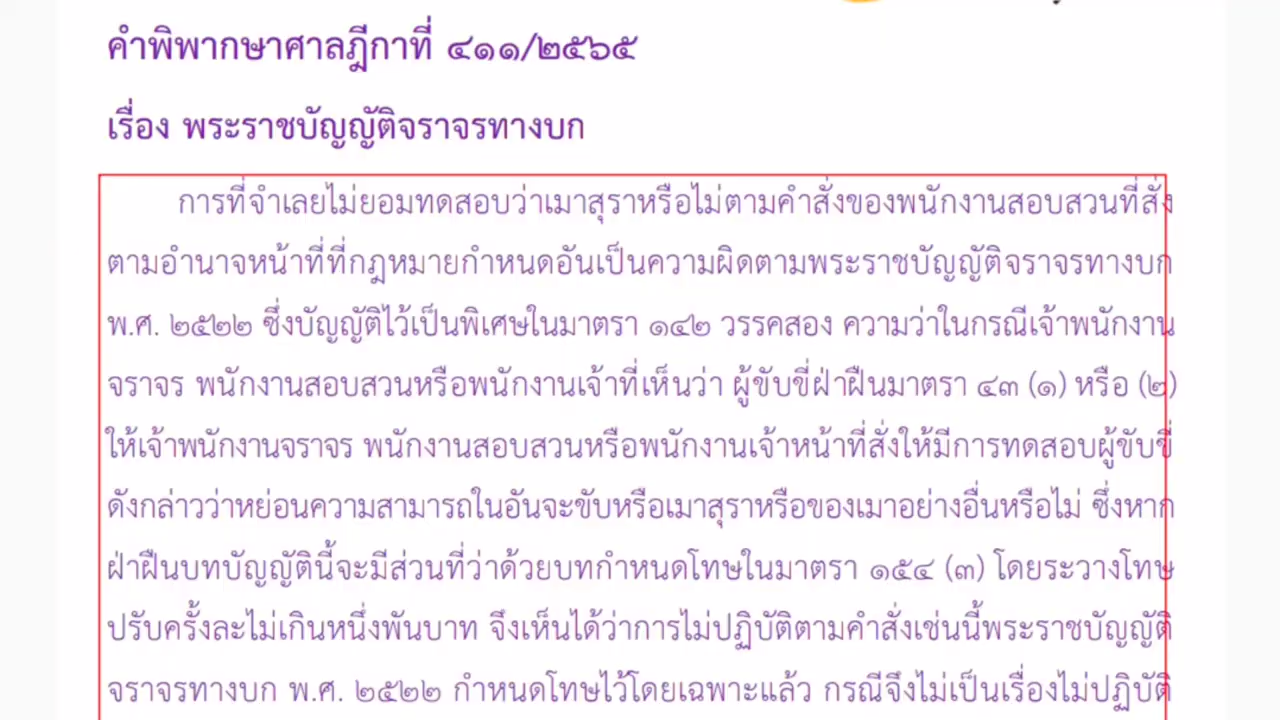 คำพิพากษาศาลฎีกาที่ ๔๑๑/๒๕๖๕
เรื่อง พระราชบัญญัติจราจรทางบก
การที่จำเลยไม่ยอมทดสอบว่าเมาสุราหรือไม่ตามคำสั่งของพนักงานสอบสวนที่สั่ง
ตามอำนาจหน้าที่ที่กฎหมายกำหนดอันเป็นความผิดตามพระราชบัญญัติจราจรทางบก
พ.ศ. ๒๕๒๒ ซึ่งบัญญัติไว้เป็นพิเศษในมาตรา ๑๔๒ วรรคสอง ความว่าในกรณีเจ้าพนักงาน
จราจร พนักงานสอบสวนหรือพนักงานเจ้าที่เห็นว่า ผู้ขับขี่ฝ่าฝืนมาตรา ๔๓ (๑) หรือ (๒)
ให้เจ้าพนักงานจราจร พนักงานสอบสวนหรือพนักงานเจ้าหน้าที่สั่งให้มีการทดสอบผู้ขับขี่
ดังกล่าวว่าหย่อนความสามารถในอันจะขับหรือเมาสุราหรือของเมาอย่างอื่นหรือไม่ ซึ่งหาก
ฝ่าฝืนบทบัญญัตินี้จะมีส่วนที่ว่าด้วยบทกำหนดโทษในมาตรา ๑๕๔ (๓) โดยระวางโทษ
ปรับครั้งละไม่เกินหนึ่งพันบาท จึงเห็นได้ว่าการไม่ปฏิบัติตามคำสั่งเช่นนี้พระราชบัญญัติ
จราจรทางบก พ.ศ. ๒๕๒๒ กำหนดโทษไว้โดยเฉพาะแล้ว กรณีจึงไม่เป็นเรื่องไม่ปฏิบัติ